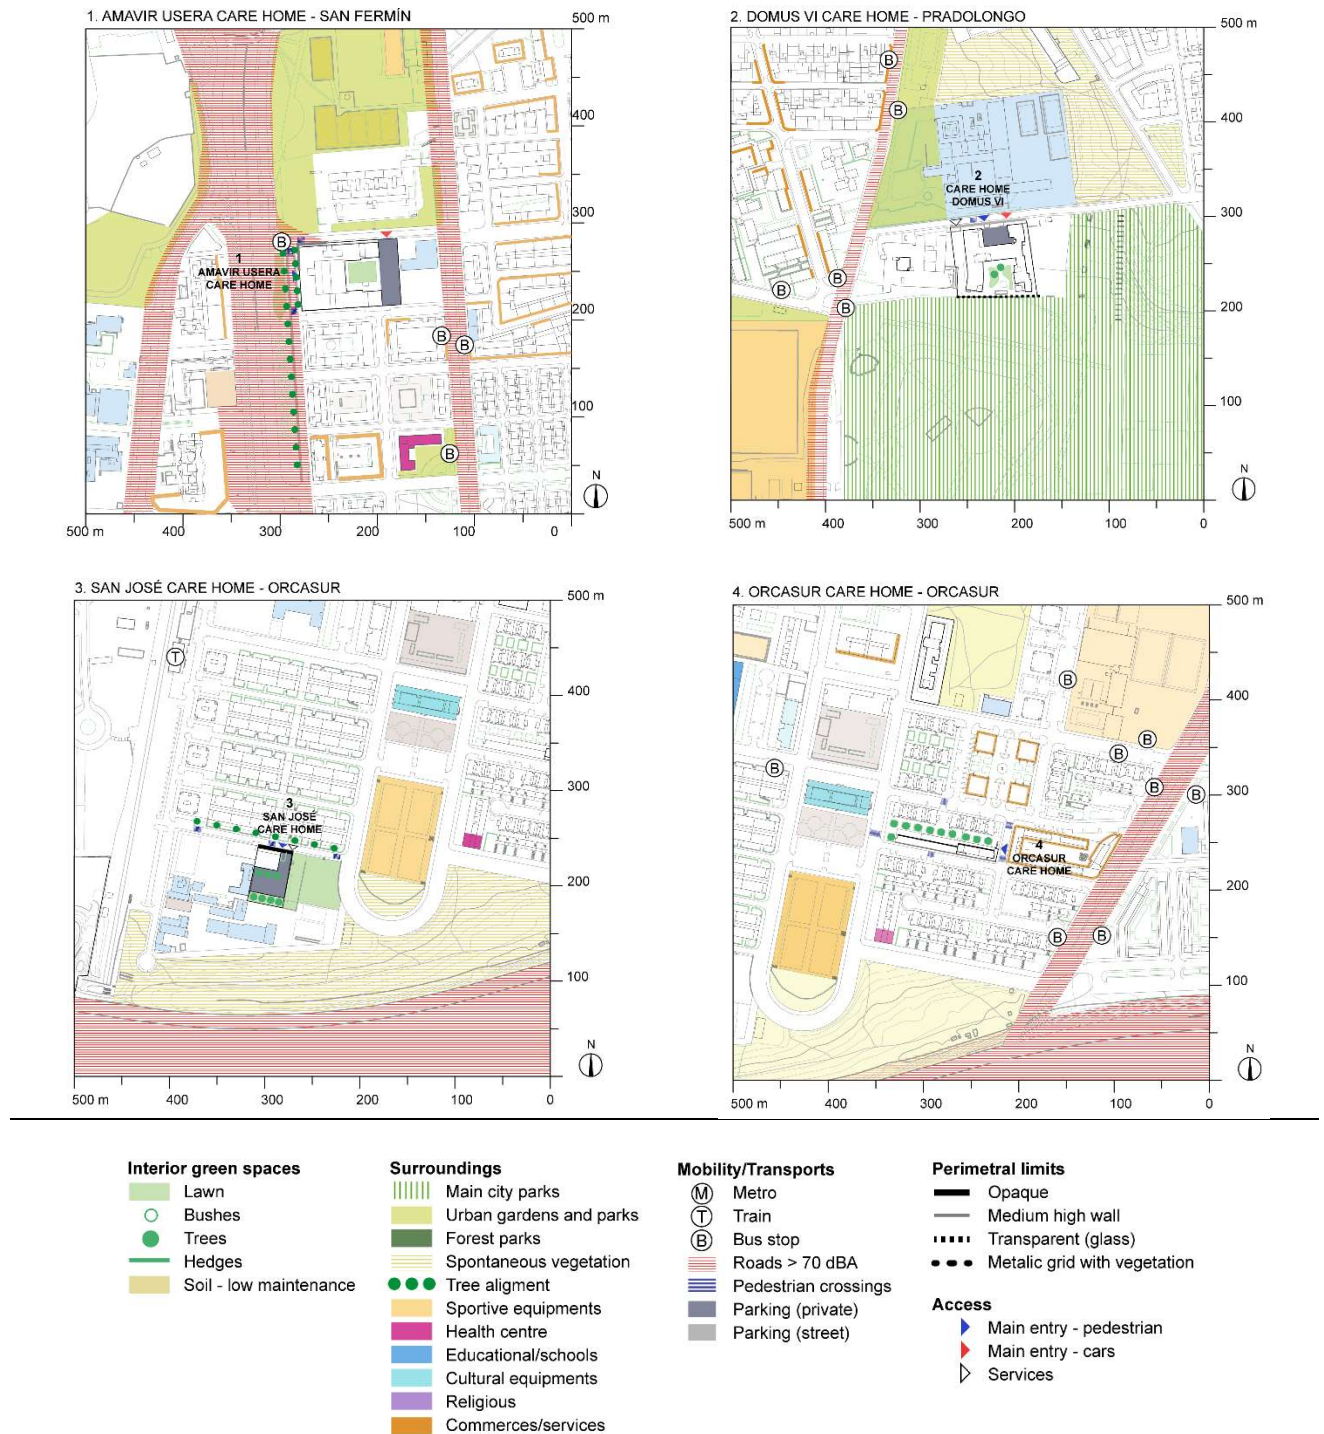 1. AMAVIR USERA CARE HOME - SAN FERMÍN
500 m
400
300
200
100
B
1
AMAVIR USERA
CARE HOME
B
B
B
N
500 m
400
300
200
100
0
2. DOMUS VI CARE HOME - PRADOLONGO
500 m
400
300
200
100
B
B
2
CARE HOME
DOMUS VI
B
B
B
N
500 m
400
300
200
100
0
3. SAN JOSÉ CARE HOME - ORCASUR
500 m
400
300
200
100
T
3
SAN JOSÉ
CARE HOME
N
500 m
400
300
200
100
0
4. ORCASUR CARE HOME - ORCASUR
500 m
400
300
200
100
B
B
B
B
B
B
4
ORCASUR
CARE HOME
B
B
N
500 m
400
300
200
100
0
Interior green spaces
Lawn
Bushes
Trees
Hedges
Soil - low maintenance
Surroundings
Main city parks
Urban gardens and parks
Forest parks
Spontaneous vegetation
Tree aligment
Sportive equipments
Health centre
Educational/schools
Cultural equipments
Religious
Commerces/services
Mobility/Transports
M Metro
T Train
B Bus stop
Roads > 70 dBA
Pedestrian crossings
Parking (private)
Parking (street)
Perimetral limits
Opaque
Medium high wall
Transparent (glass)
Metalic grid with vegetation
Access
Main entry - pedestrian
Main entry - cars
Services